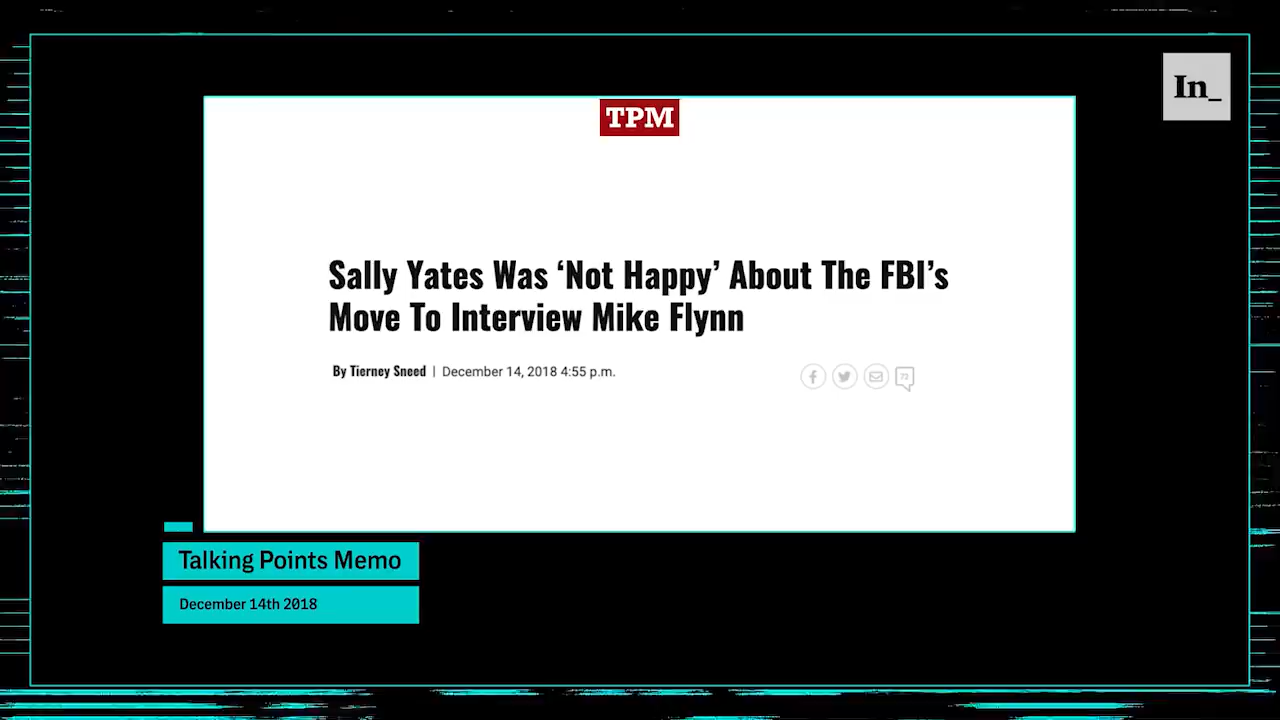 In_
TPM
Sally Yates Was ‘Not Happy’ About The FBI’s
Move To Interview Mike Flynn
By Tierney Sneed | December 14, 2018 4:55 p.m.
73
Talking Points Memo
December 14th 2018